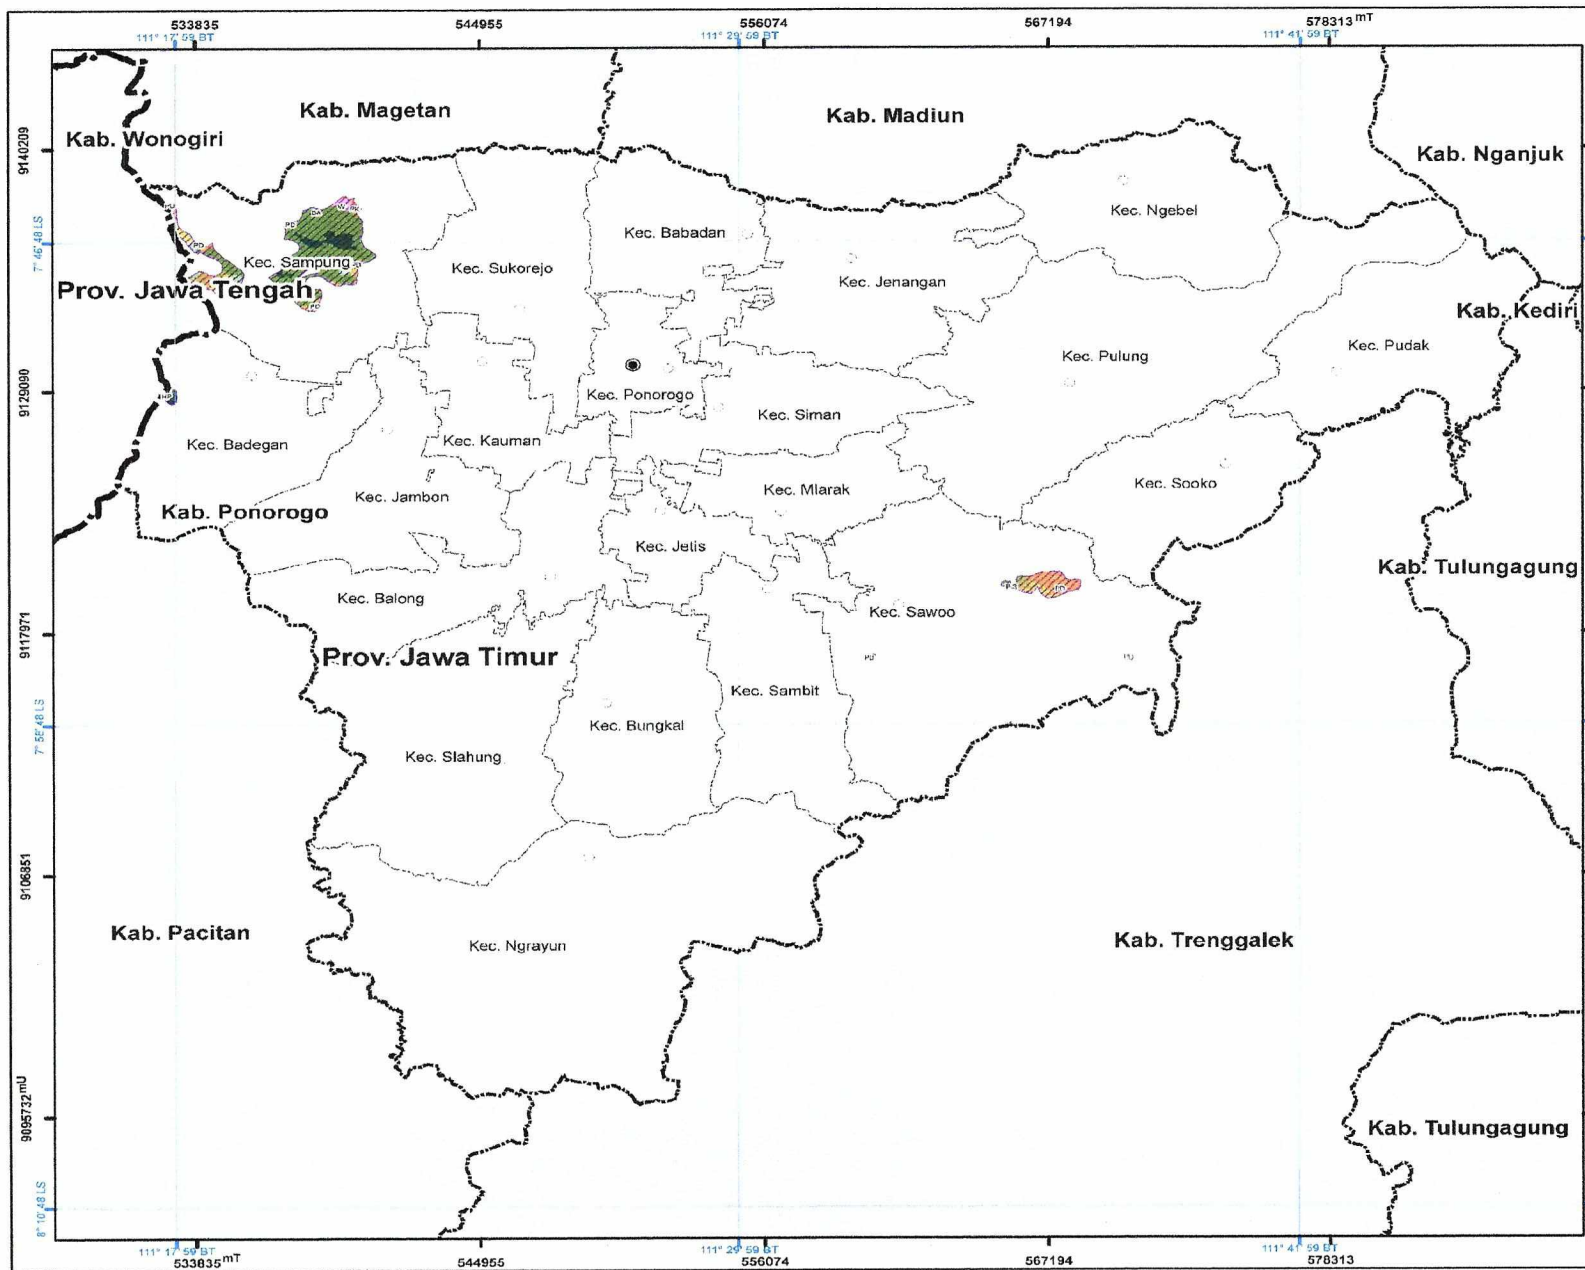 533835 544955 556074 567194 578313 mT
111° 17' 59 BT 111° 29' 59 BT 111° 41' 59 BT
Kab. Magetan
Kab. Madiun
Kab. Wonogiri
Kab. Nganjuk
9140209
Kec. Ngebel
PD
Kec. Babadan
7° 46' 48 LS
PD
Kec. Sampung
Kec. Sukorejo
Kec. Jenangan
Prov. Jawa Tengah
Kab. Kediri
Kec. Pudak
Kec. Pulung
9129090
HP
Kec. Ponorogo
Kec. Siman
Kec. Badegan
Kec. Kauman
Kec. Sooko
Kec. Mlarak
Kec. Jambon
Kab. Ponorogo
Kec. Jetis
Kab. Tulungagung
Kec. Balong
Kec. Sawoo
9117971
Prov. Jawa Timur
PD PD
Kec. Sambit
7° 58' 48 LS
Kec. Bungkal
Kec. Slahung
9106851
Kab. Pacitan
Kec. Ngrayun
Kab. Trenggalek
9095732 mU
Kab. Tulungagung
8° 10' 48 LS
111° 17' 59 BT 111° 29' 59 BT 111° 41' 59 BT
533835 mT 544955 556074 567194 578313